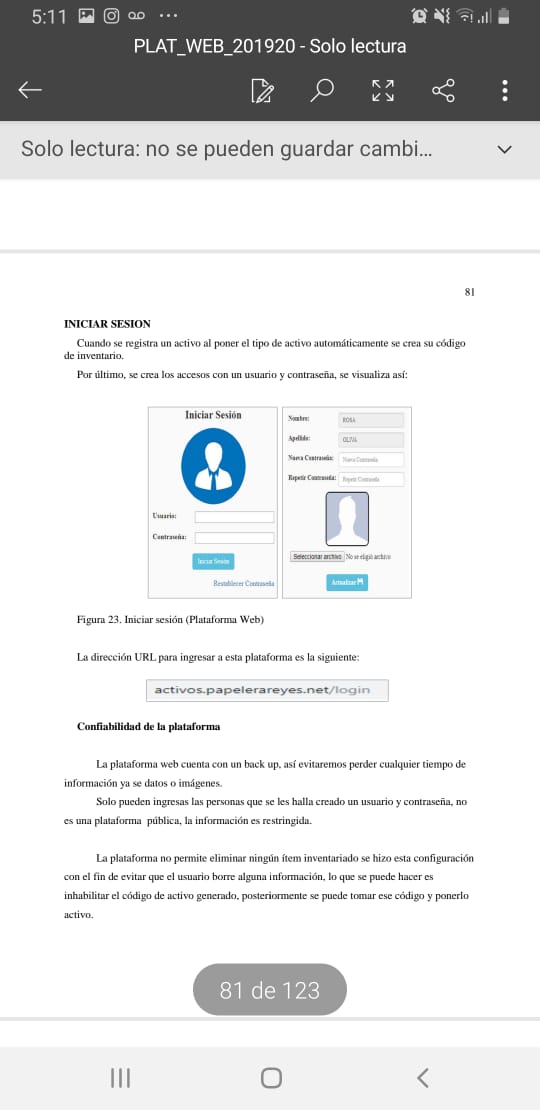 5:11
PLAT_WEB_201920 - Solo lectura
Solo lectura: no se pueden guardar cambi...
81
INICIAR SESION
Cuando se registra un activo al poner el tipo de activo automáticamente se crea su código
de inventario.
Por último, se crea los accesos con un usuario y contraseña, se visualiza así:
Iniciar Sesión
Usuario:
Contraseña:
Iniciar Sesión
Restablecer Contraseña
Nombre:
ROSA
Apellido:
OLIVA
Nueva Contraseña:
Nueva Contraseña
Repetir Contraseña:
Repetir Contraseña
Seleccionar archivo No se eligió archivo
Actualizar
Figura 23. Iniciar sesión (Plataforma Web)
La dirección URL para ingresar a esta plataforma es la siguiente:
activos.papelerareyes.net/login
Confiabilidad de la plataforma
La plataforma web cuenta con un back up, así evitaremos perder cualquier tiempo de
información ya se datos o imágenes.
Solo pueden ingresas las personas que se les halla creado un usuario y contraseña, no
es una plataforma pública, la información es restringida.
La plataforma no permite eliminar ningún ítem inventariado se hizo esta configuración
con el fin de evitar que el usuario borre alguna información, lo que se puede hacer es
inhabilitar el código de activo generado, posteriormente se puede tomar ese código y ponerlo
activo.
81 de 123